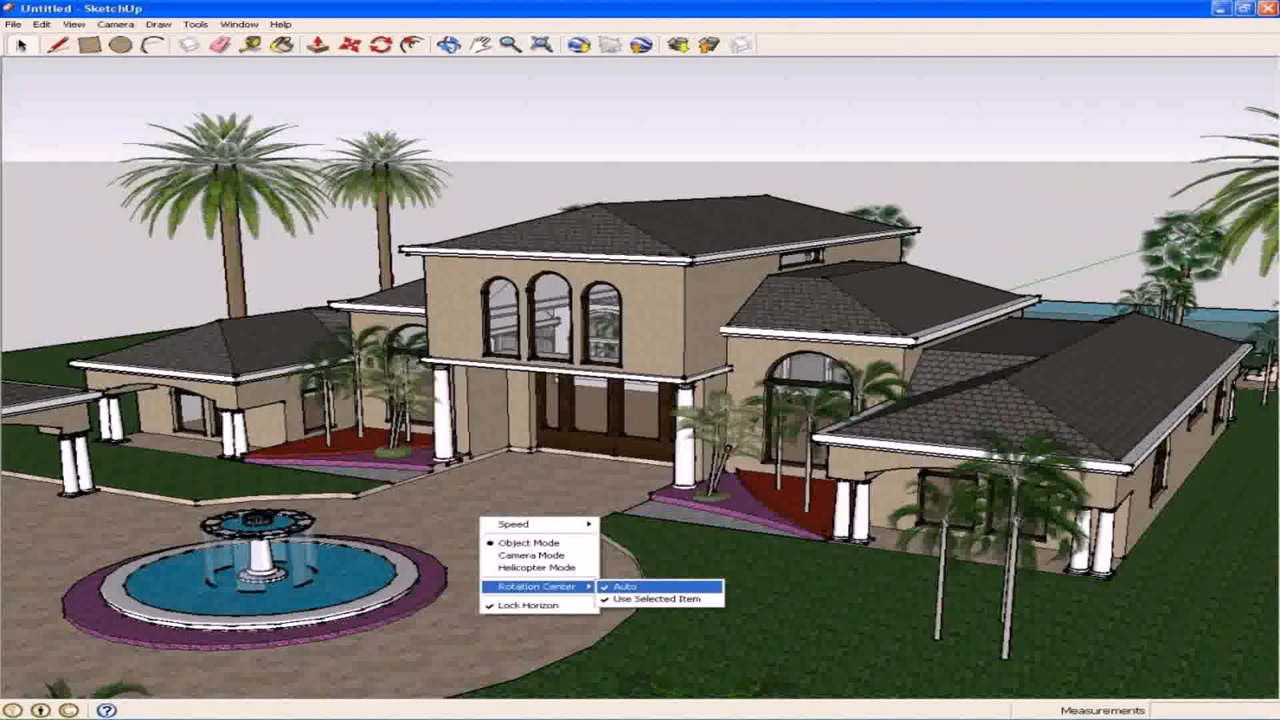 Untitled - SketchUp
File Edit View Camera Draw Tools Window Help
Speed
Object Mode
Camera Mode
Helicopter Mode
Rotation Center
Auto
Use Selected Item
Lock Horizon
Measurements